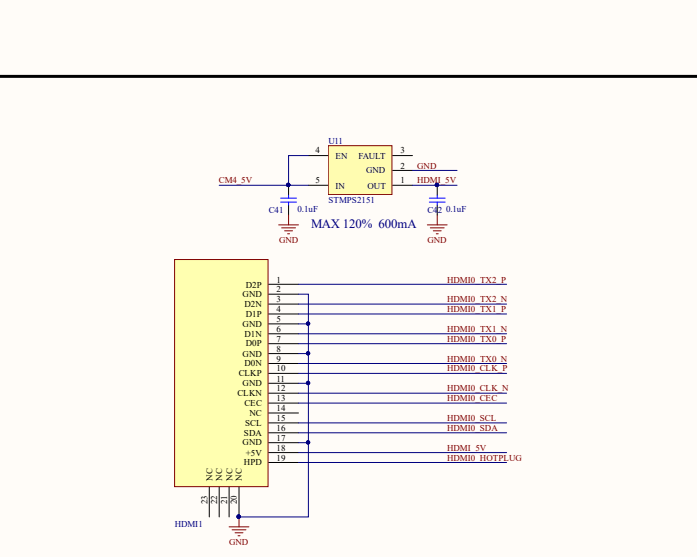 U11
4 EN FAULT 3
GND 2 GND
CM4_5V 5 IN OUT 1 HDMI_5V
STMPS2151
C41 0.1uF C42 0.1uF
MAX 120% 600mA
GND GND
D2P 1 HDMI0_TX2_P
GND 2
D2N 3 HDMI0_TX2_N
D1P 4 HDMI0_TX1_P
GND 5
D1N 6 HDMI0_TX1_N
D0P 7 HDMI0_TX0_P
GND 8
D0N 9 HDMI0_TX0_N
CLKP 10 HDMI0_CLK_P
GND 11
CLKN 12 HDMI0_CLK_N
CEC 13 HDMI0_CEC
NC 14
SCL 15 HDMI0_SCL
SDA 16 HDMI0_SDA
GND 17
+5V 18 HDMI_5V
HPD 19 HDMI0_HOTPLUG
NC NC NC NC
23 22 21 20
HDMI1
GND